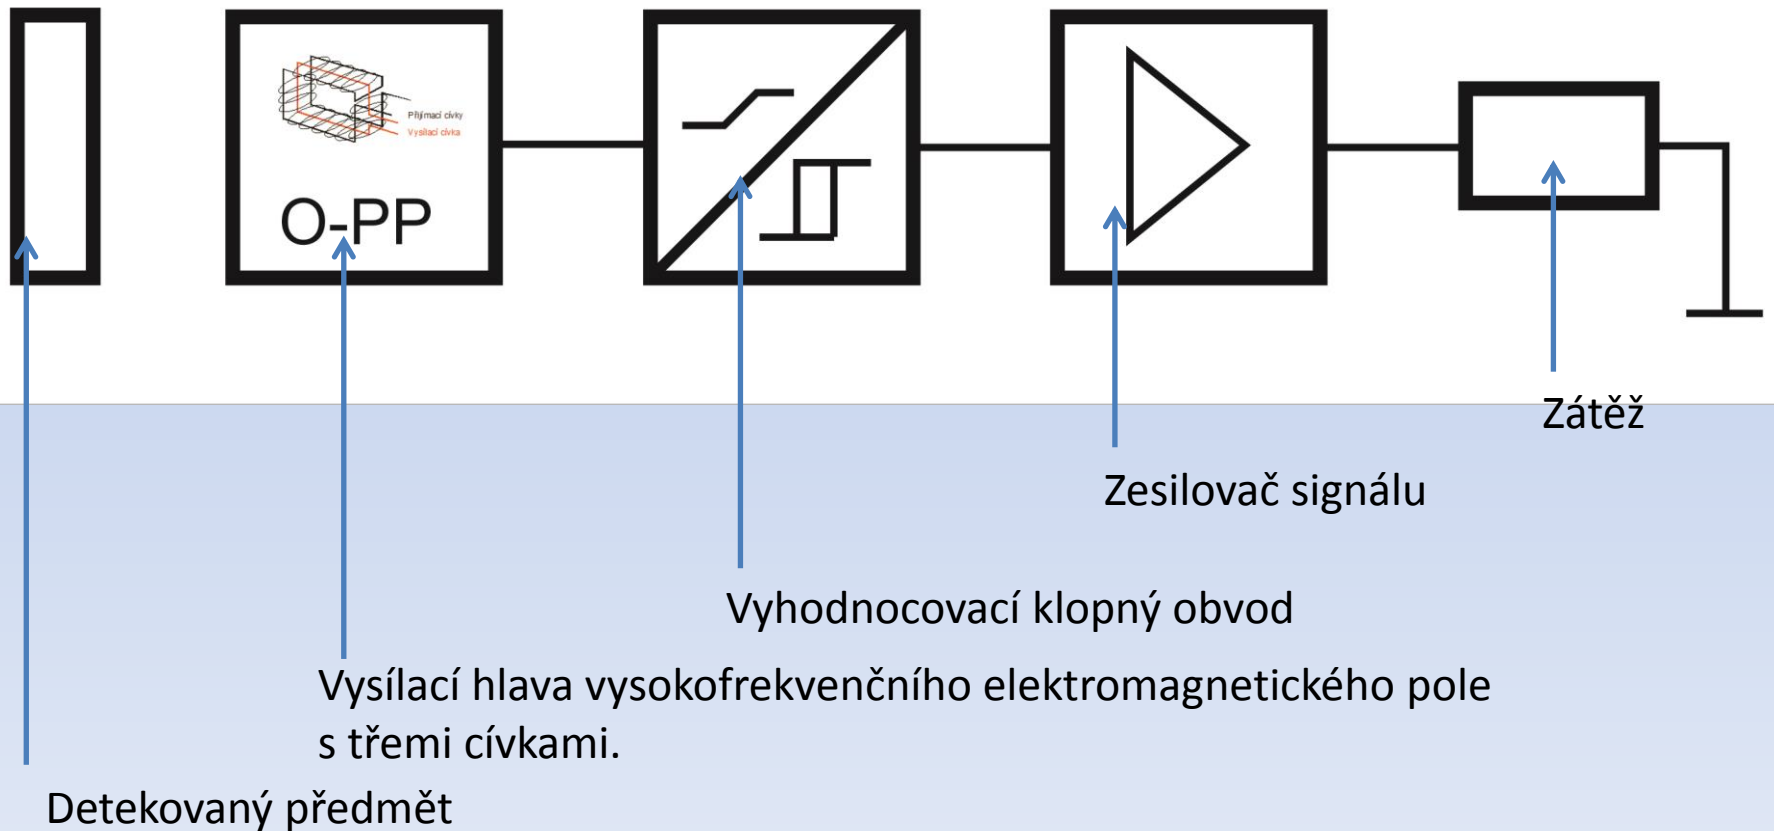 Přijímací cívky
Vysílací cívka
O-PP
Zátěž
Zesilovač signálu
Vyhodnocovací klopný obvod
Vysílací hlava vysokofrekvenčního elektromagnetického pole
s třemi cívkami.
Detekovaný předmět